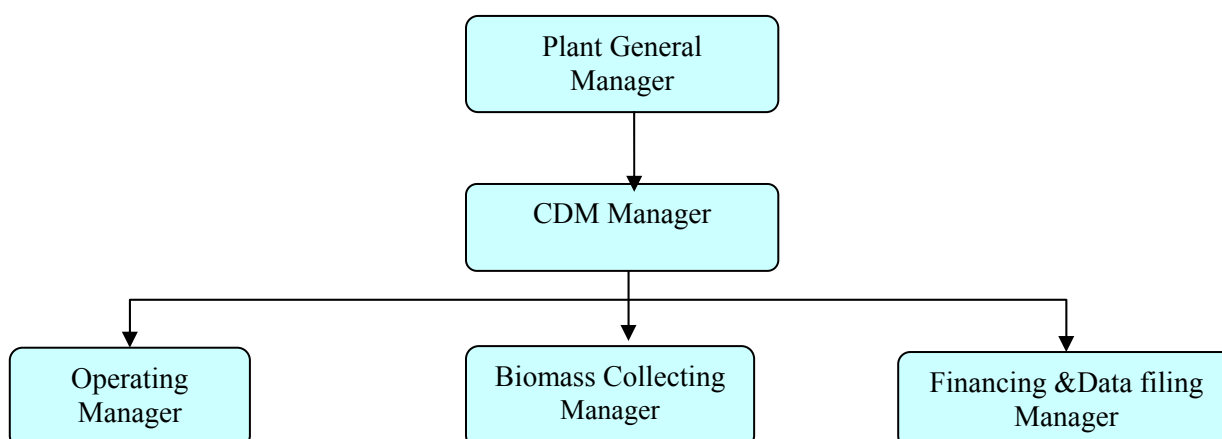 Plant General
Manager
CDM Manager
Operating
Manager
Biomass Collecting
Manager
Financing &Data filing
Manager